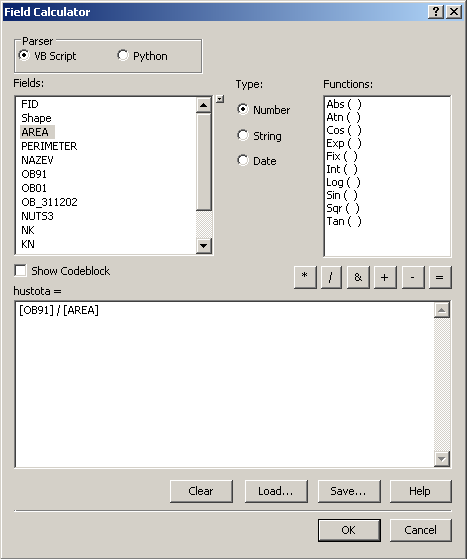 Field Calculator
Parser
VB Script Python
Fields: Type: Functions:
FID
Shape
AREA
PERIMETER
NAZEV
OB91
OB01
OB_311202
NUTS3
NK
KN
Number
String
Date
Abs ( )
Atn ( )
Cos ( )
Exp ( )
Fix ( )
Int ( )
Log ( )
Sin ( )
Sqr ( )
Tan ( )
Show Codeblock
* / & + - =
hustota =
[OB91] / [AREA]
Clear Load... Save... Help
OK Cancel